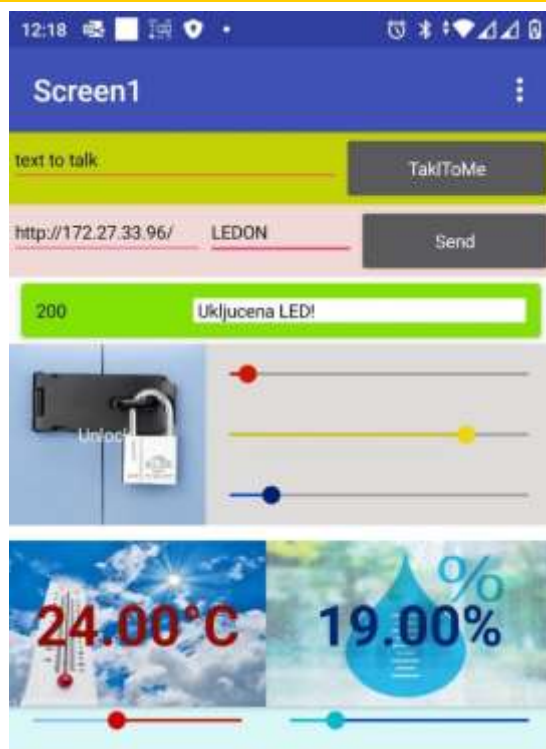 12:18
Screen1
text to talk
TaklToMe
http://172.27.33.96/ LEDON
Send
200 Ukljucena LED!
Unlock
%
24.00°C 19.00%